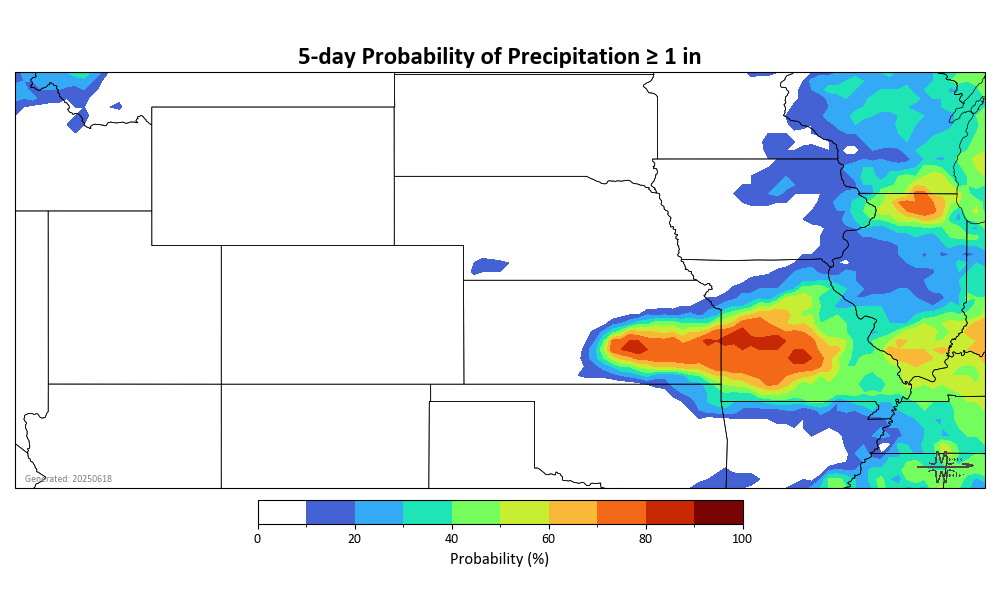 5-day Probability of Precipitation ≥ 1 in
Generated: 20250618
0 20 40 60 80 100
Probability (%)